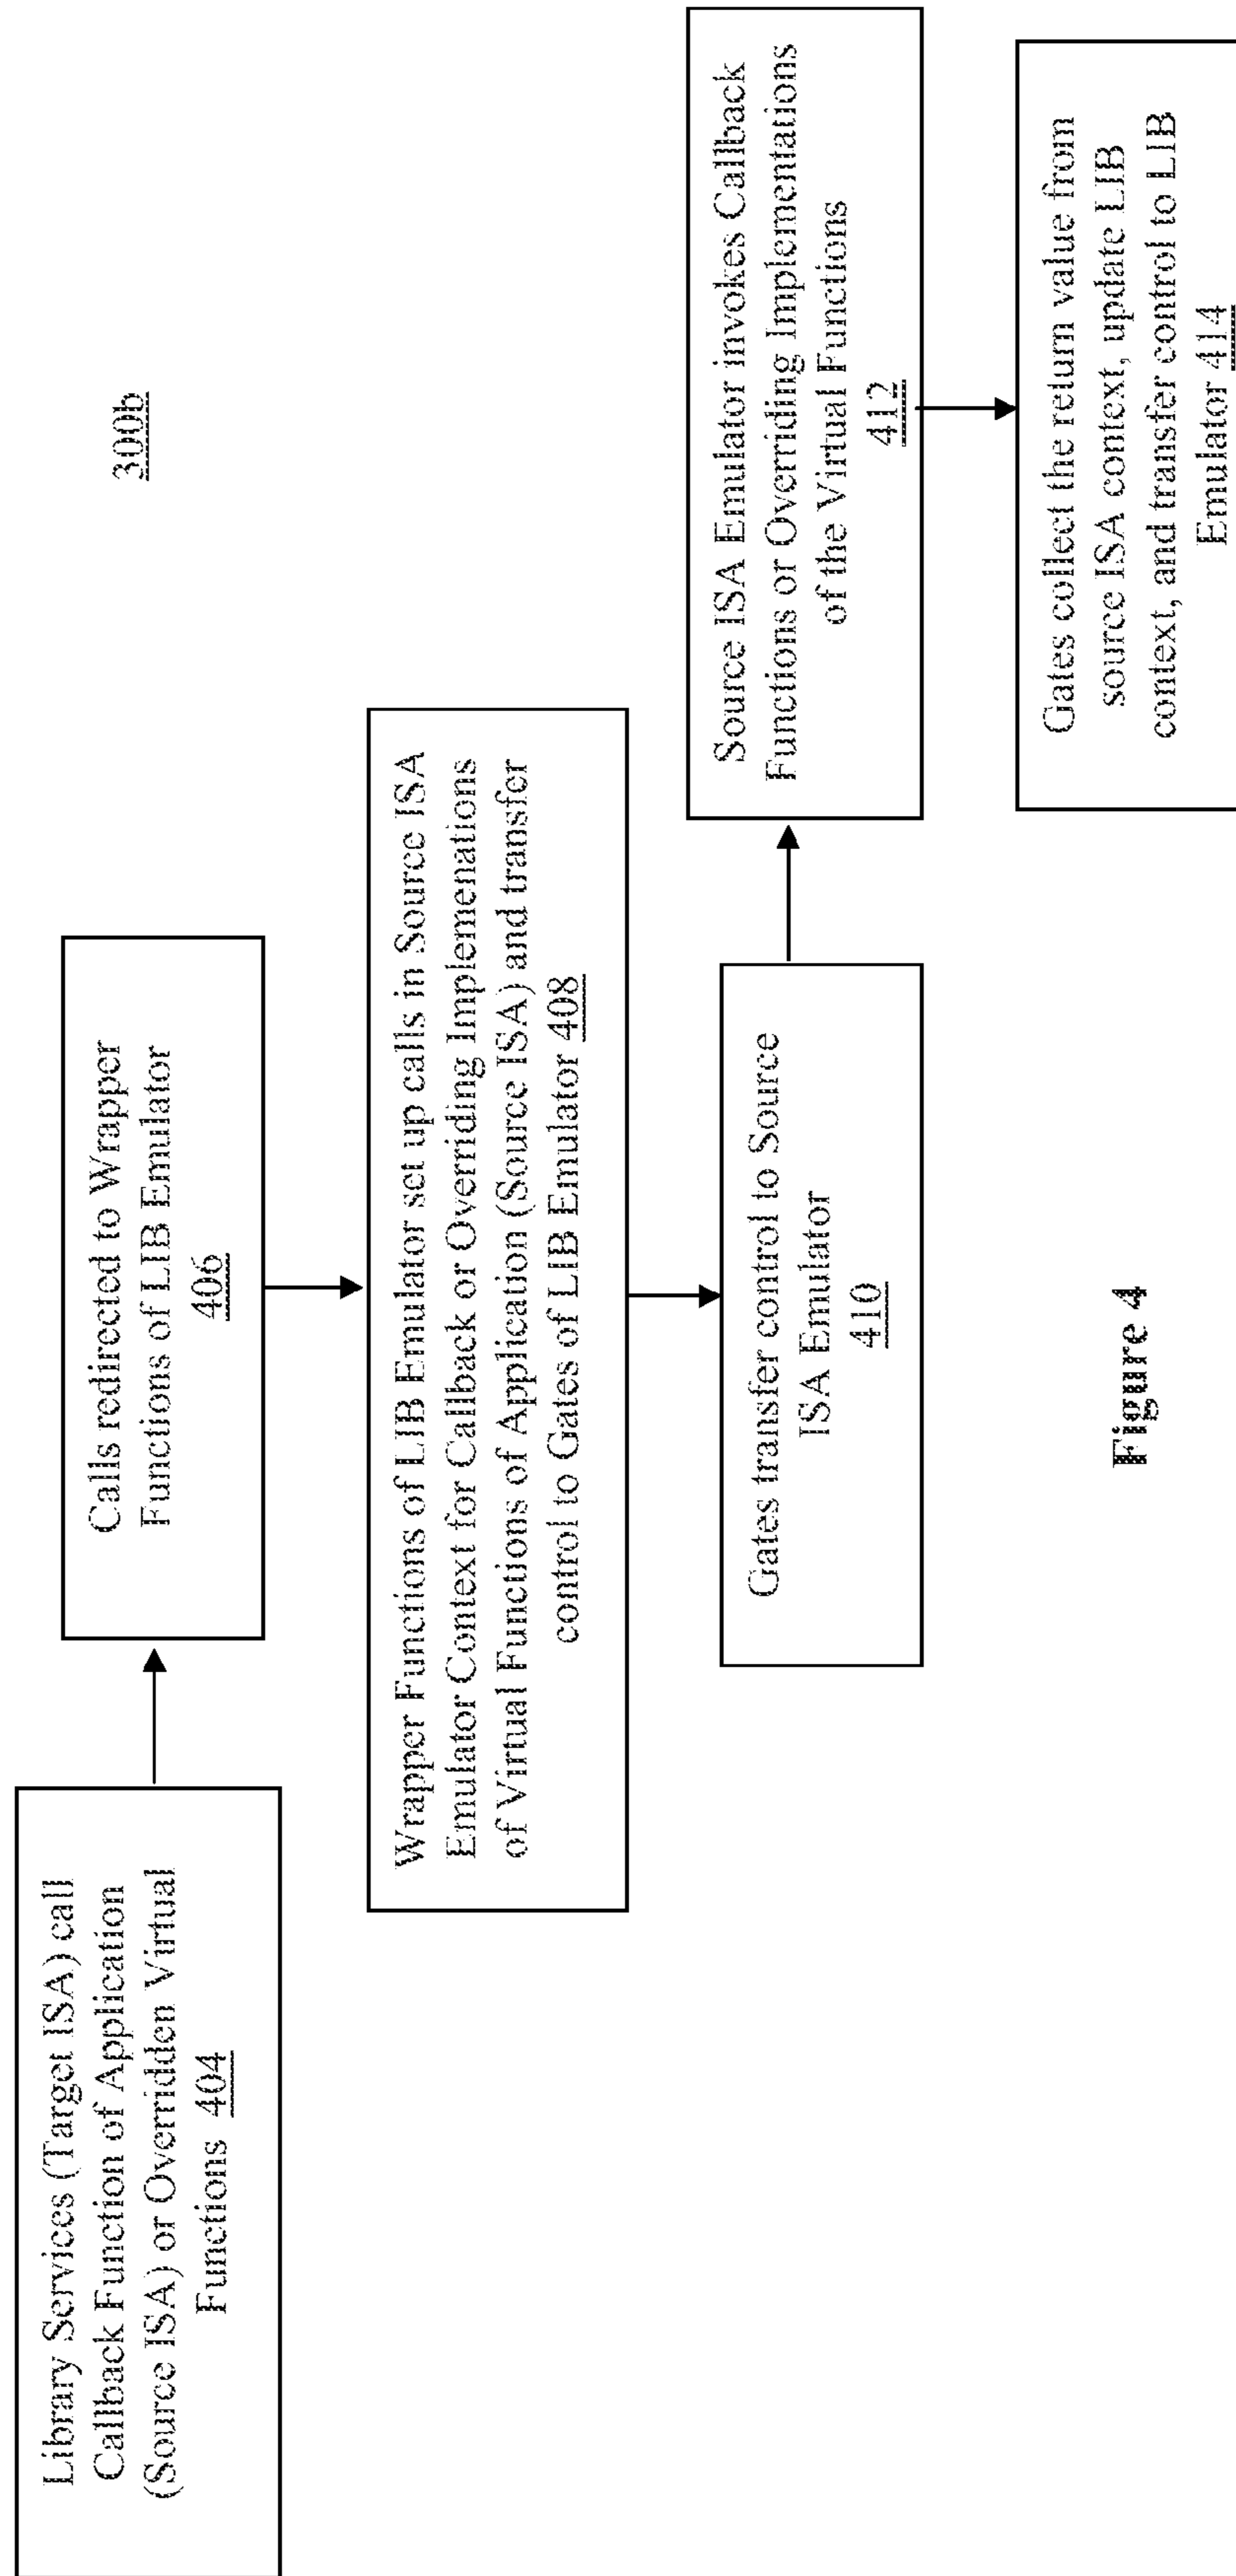 300b
Library Services (Target ISA) call
Callback Function of Application
(Source ISA) or Overridden Virtual
Functions 404
Calls redirected to Wrapper
Functions of LIB Emulator
406
Wrapper Functions of LIB Emulator set up calls in Source ISA
Emulator Context for Callback or Overriding Implemenations
of Virtual Functions of Application (Source ISA) and transfer
control to Gates of LIB Emulator 408
Gates transfer control to Source
ISA Emulator
410
Source ISA Emulator invokes Callback
Functions or Overriding Implementations
of the Virtual Functions
412
Gates collect the return value from
source ISA context, update LIB
context, and transfer control to LIB
Emulator 414
Figure 4